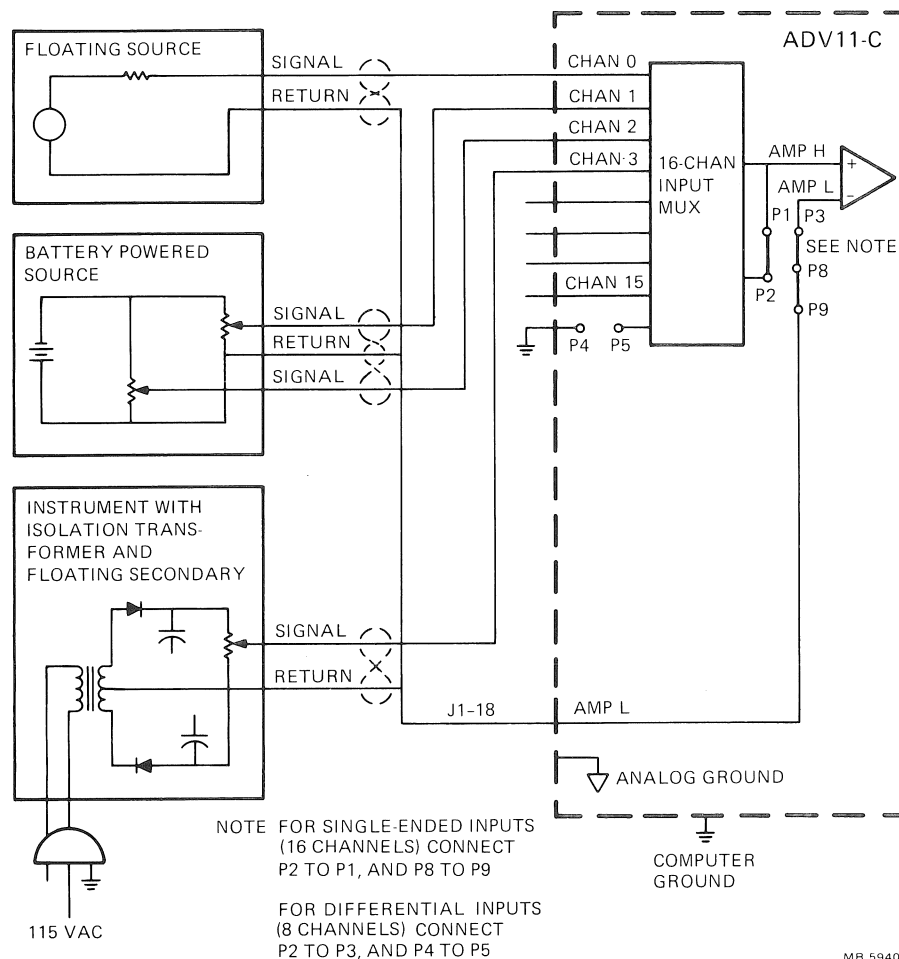 ADV11-C
FLOATING SOURCE
SIGNAL
RETURN
CHAN 0
CHAN 1
CHAN 2
CHAN 3
16-CHAN
INPUT
MUX
AMP H
+
AMP L
-
P1
P3
SEE NOTE
P8
P2
P9
CHAN 15
P4
P5
BATTERY POWERED
SOURCE
SIGNAL
RETURN
SIGNAL
INSTRUMENT WITH
ISOLATION TRANS-
FORMER AND
FLOATING SECONDARY
SIGNAL
RETURN
J1-18
AMP L
ANALOG GROUND
COMPUTER
GROUND
115 VAC
NOTE FOR SINGLE-ENDED INPUTS
(16 CHANNELS) CONNECT
P2 TO P1, AND P8 TO P9
FOR DIFFERENTIAL INPUTS
(8 CHANNELS) CONNECT
P2 TO P3, AND P4 TO P5
MR 5940